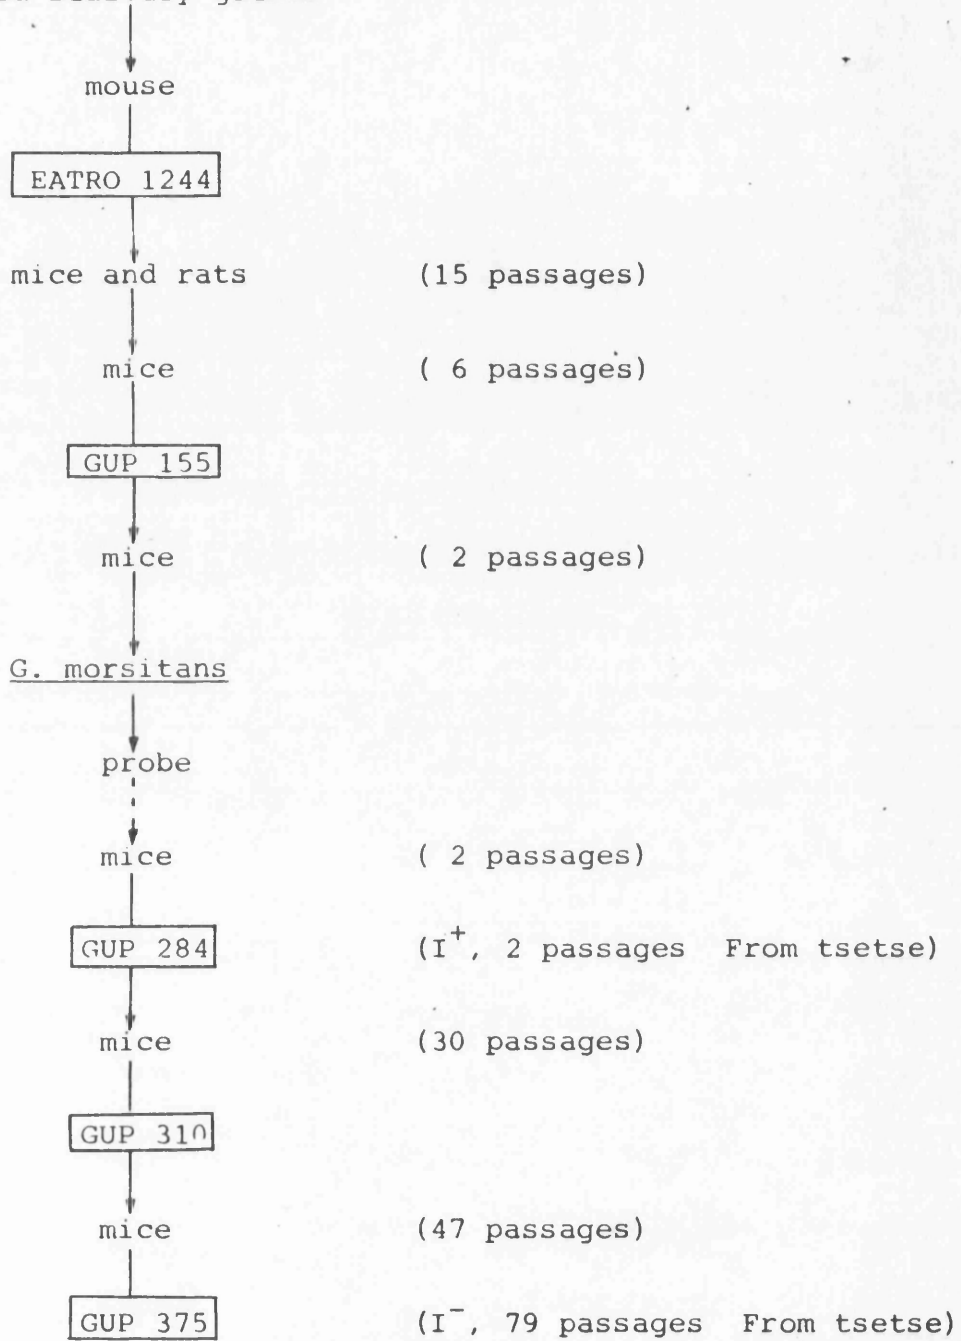 mouse
EATRO 1244
mice and rats (15 passages)
mice ( 6 passages)
GUP 155
mice ( 2 passages)
G. morsitans
probe
mice ( 2 passages)
GUP 284 (I⁺, 2 passages From tsetse)
mice (30 passages)
GUP 310
mice (47 passages)
GUP 375 (I⁻, 79 passages From tsetse)